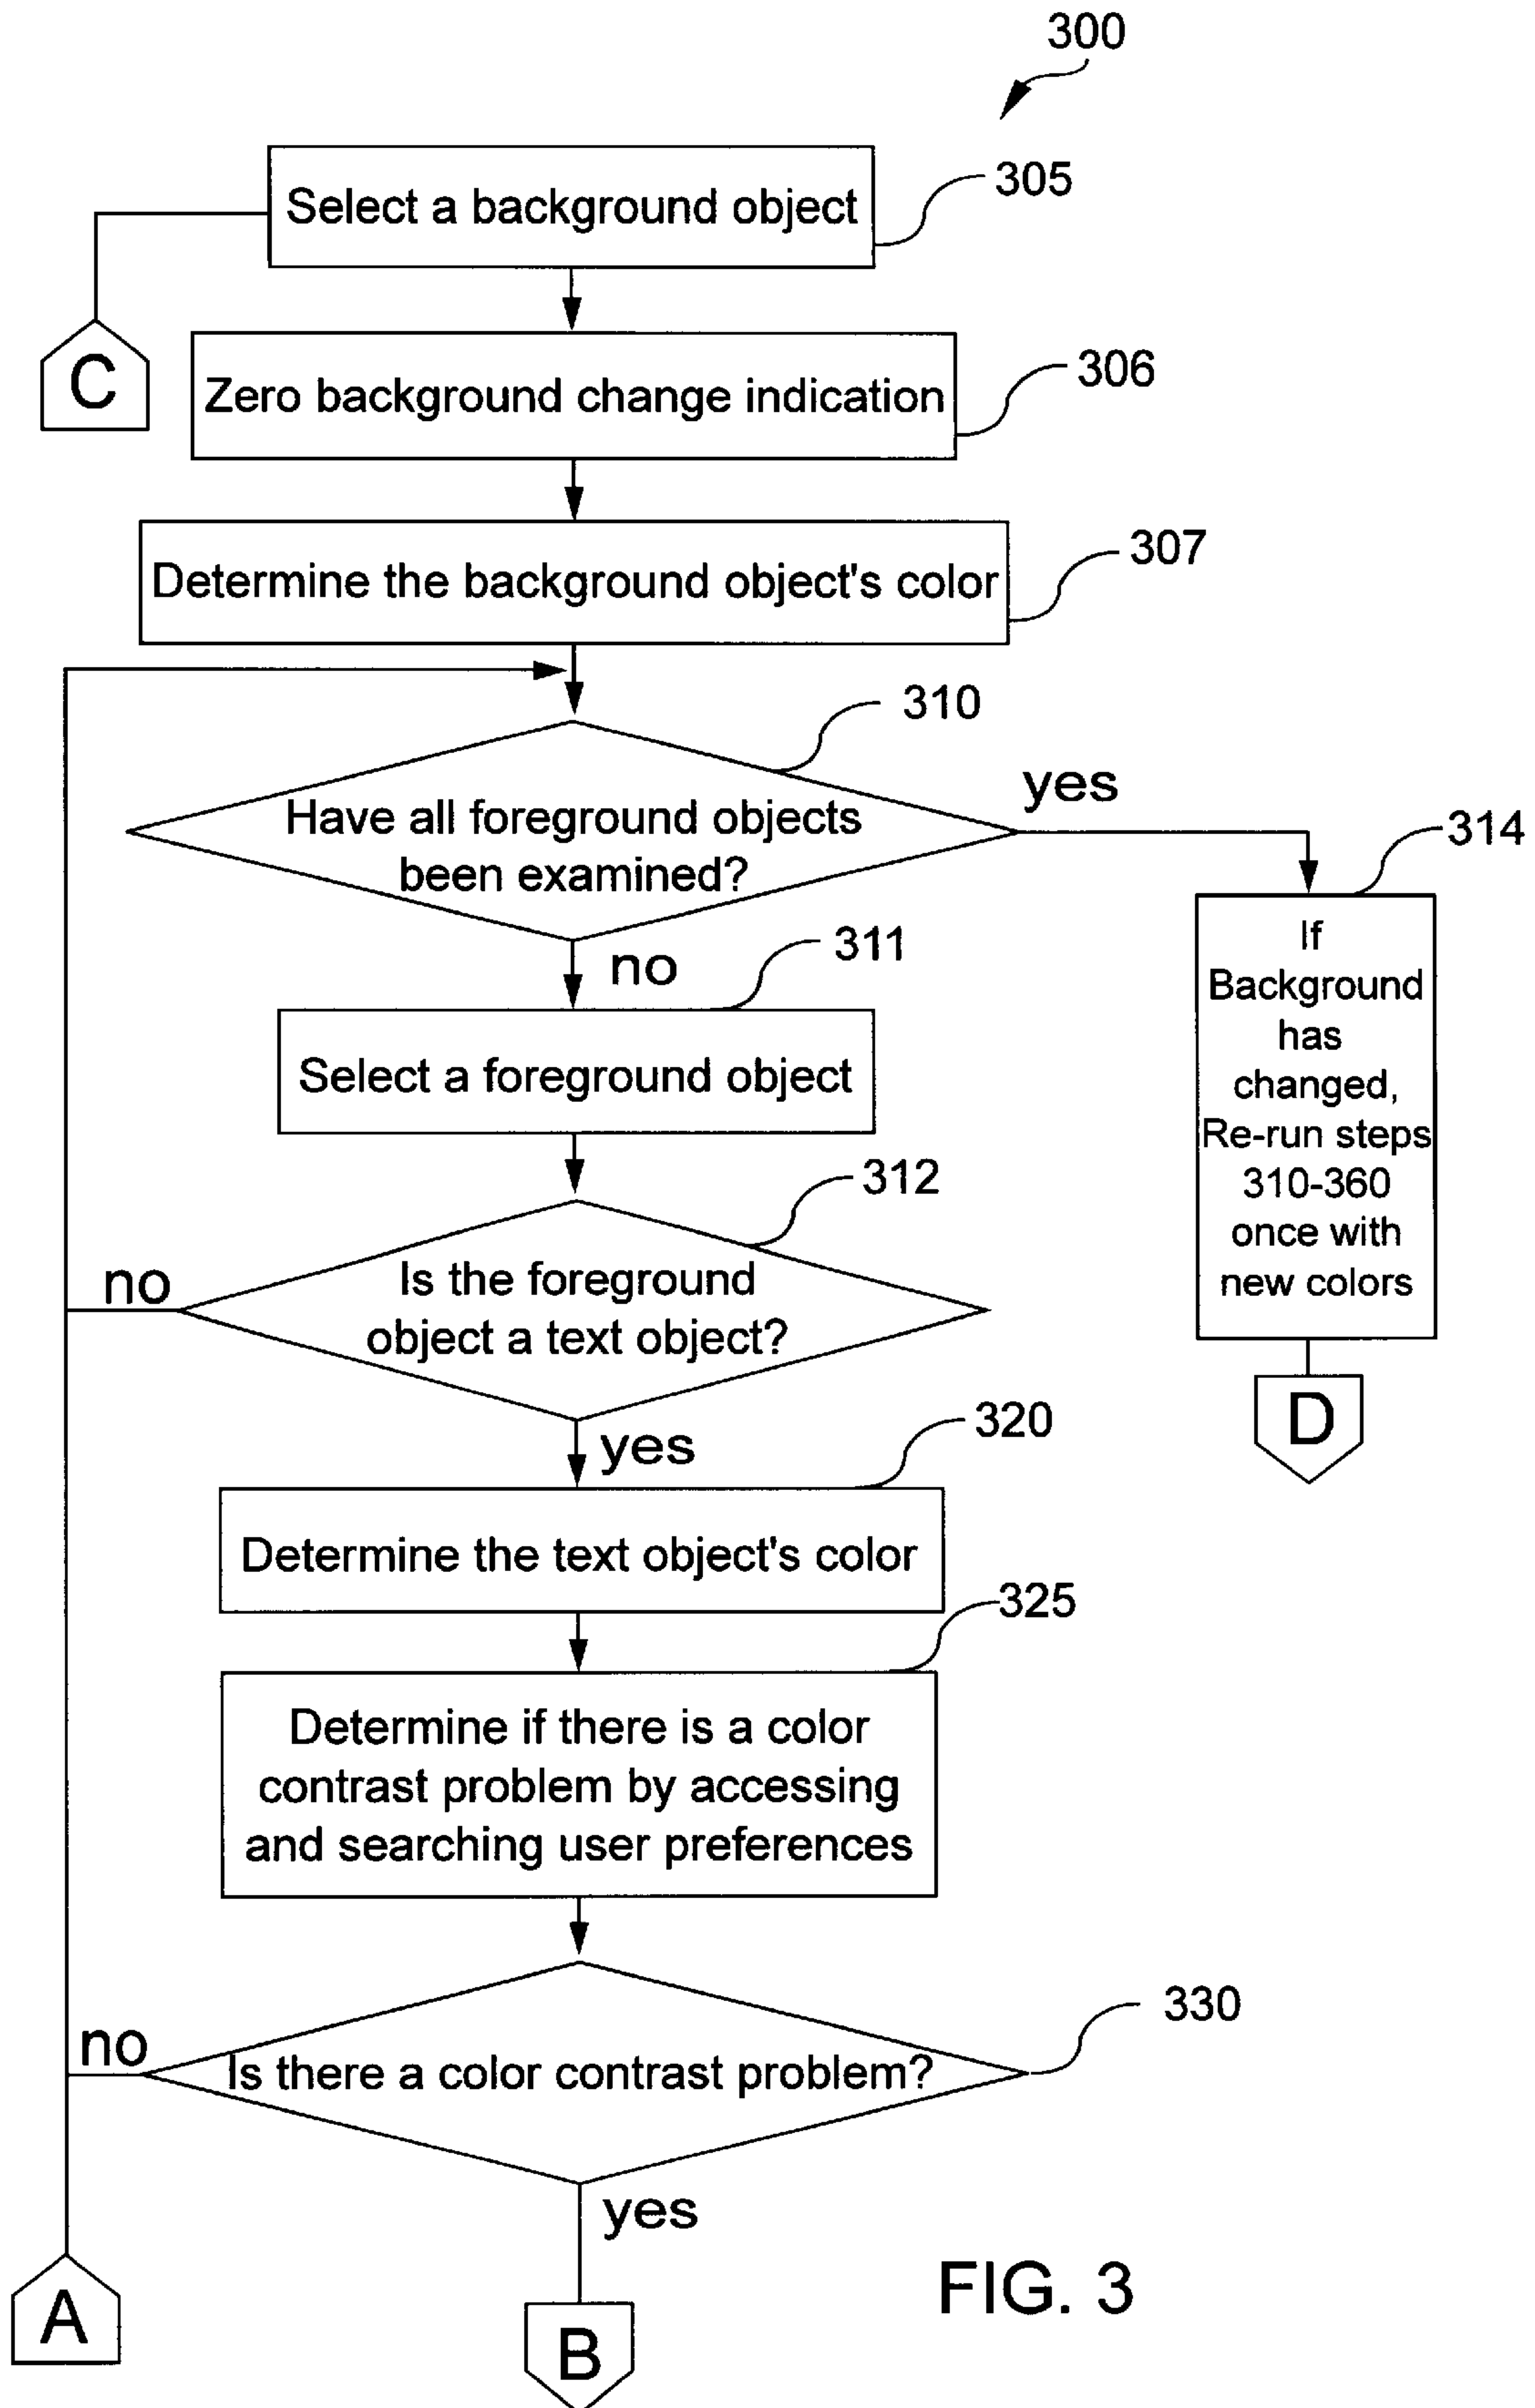 300
Select a background object
305
C
Zero background change indication
306
Determine the background object's color
307
310
Have all foreground objects
been examined?
yes
314
If
Background
has
changed,
Re-run steps
310-360
once with
new colors
D
no
311
Select a foreground object
312
Is the foreground
object a text object?
no
yes
320
Determine the text object's color
325
Determine if there is a color
contrast problem by accessing
and searching user preferences
330
Is there a color contrast problem?
no
yes
A
B
FIG. 3